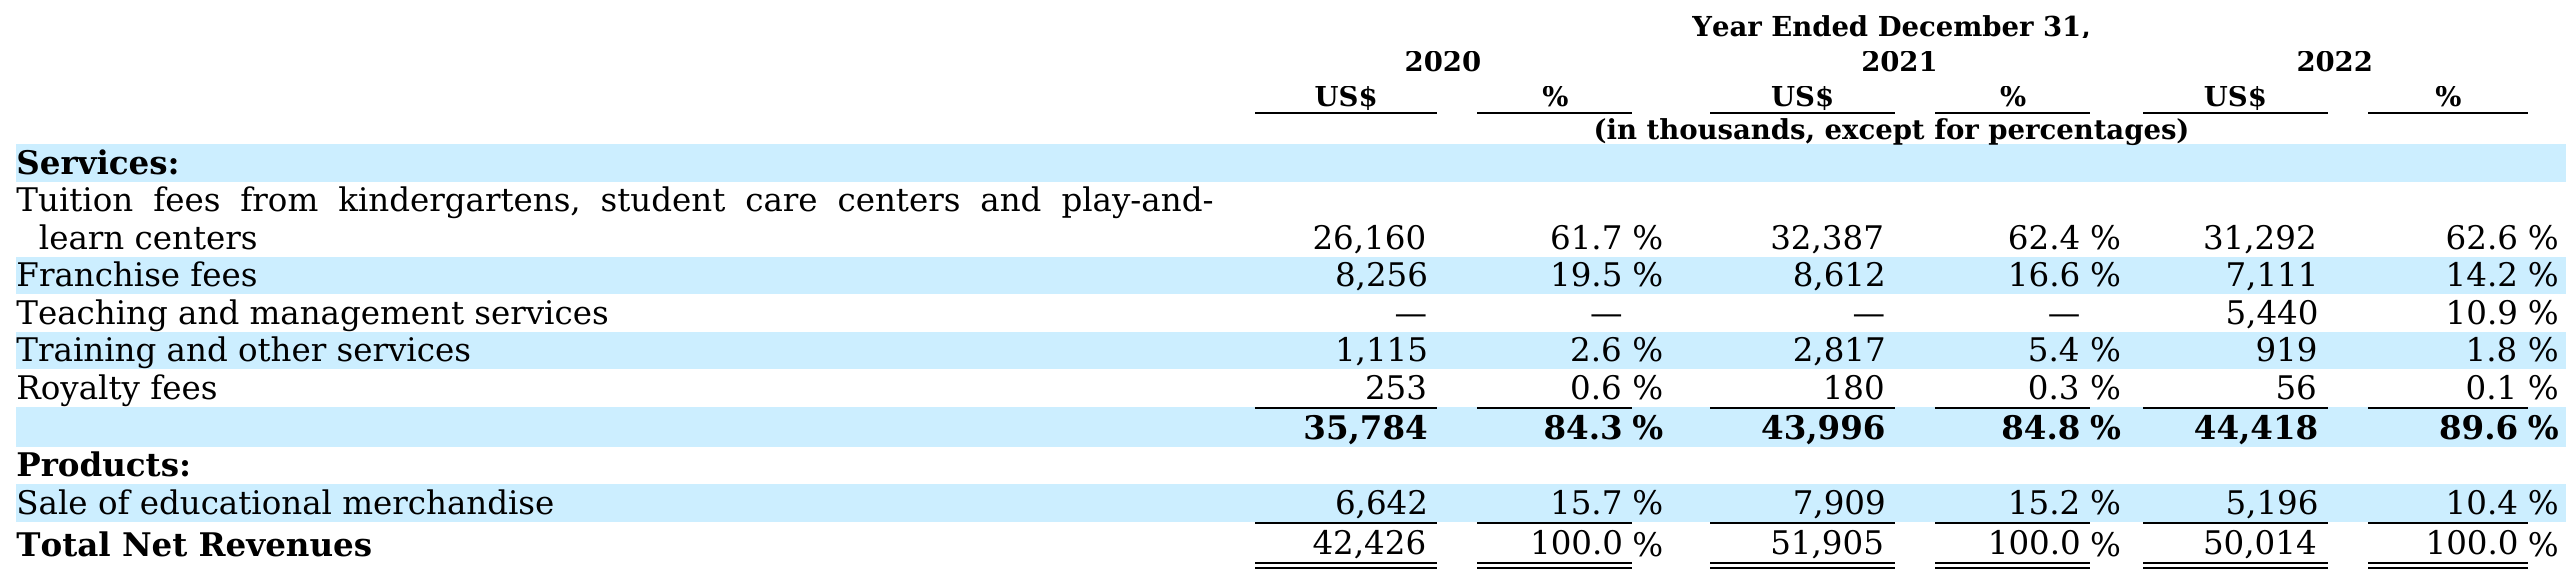 Year Ended December 31,
2020 2021 2022
US$ % US$ % US$ %
(in thousands, except for percentages)
Services:
Tuition fees from kindergartens, student care centers and play-and-
learn centers 26,160 61.7 % 32,387 62.4 % 31,292 62.6 %
Franchise fees 8,256 19.5 % 8,612 16.6 % 7,111 14.2 %
Teaching and management services — — — — 5,440 10.9 %
Training and other services 1,115 2.6 % 2,817 5.4 % 919 1.8 %
Royalty fees 253 0.6 % 180 0.3 % 56 0.1 %
35,784 84.3 % 43,996 84.8 % 44,418 89.6 %
Products:
Sale of educational merchandise 6,642 15.7 % 7,909 15.2 % 5,196 10.4 %
Total Net Revenues 42,426 100.0 % 51,905 100.0 % 50,014 100.0 %